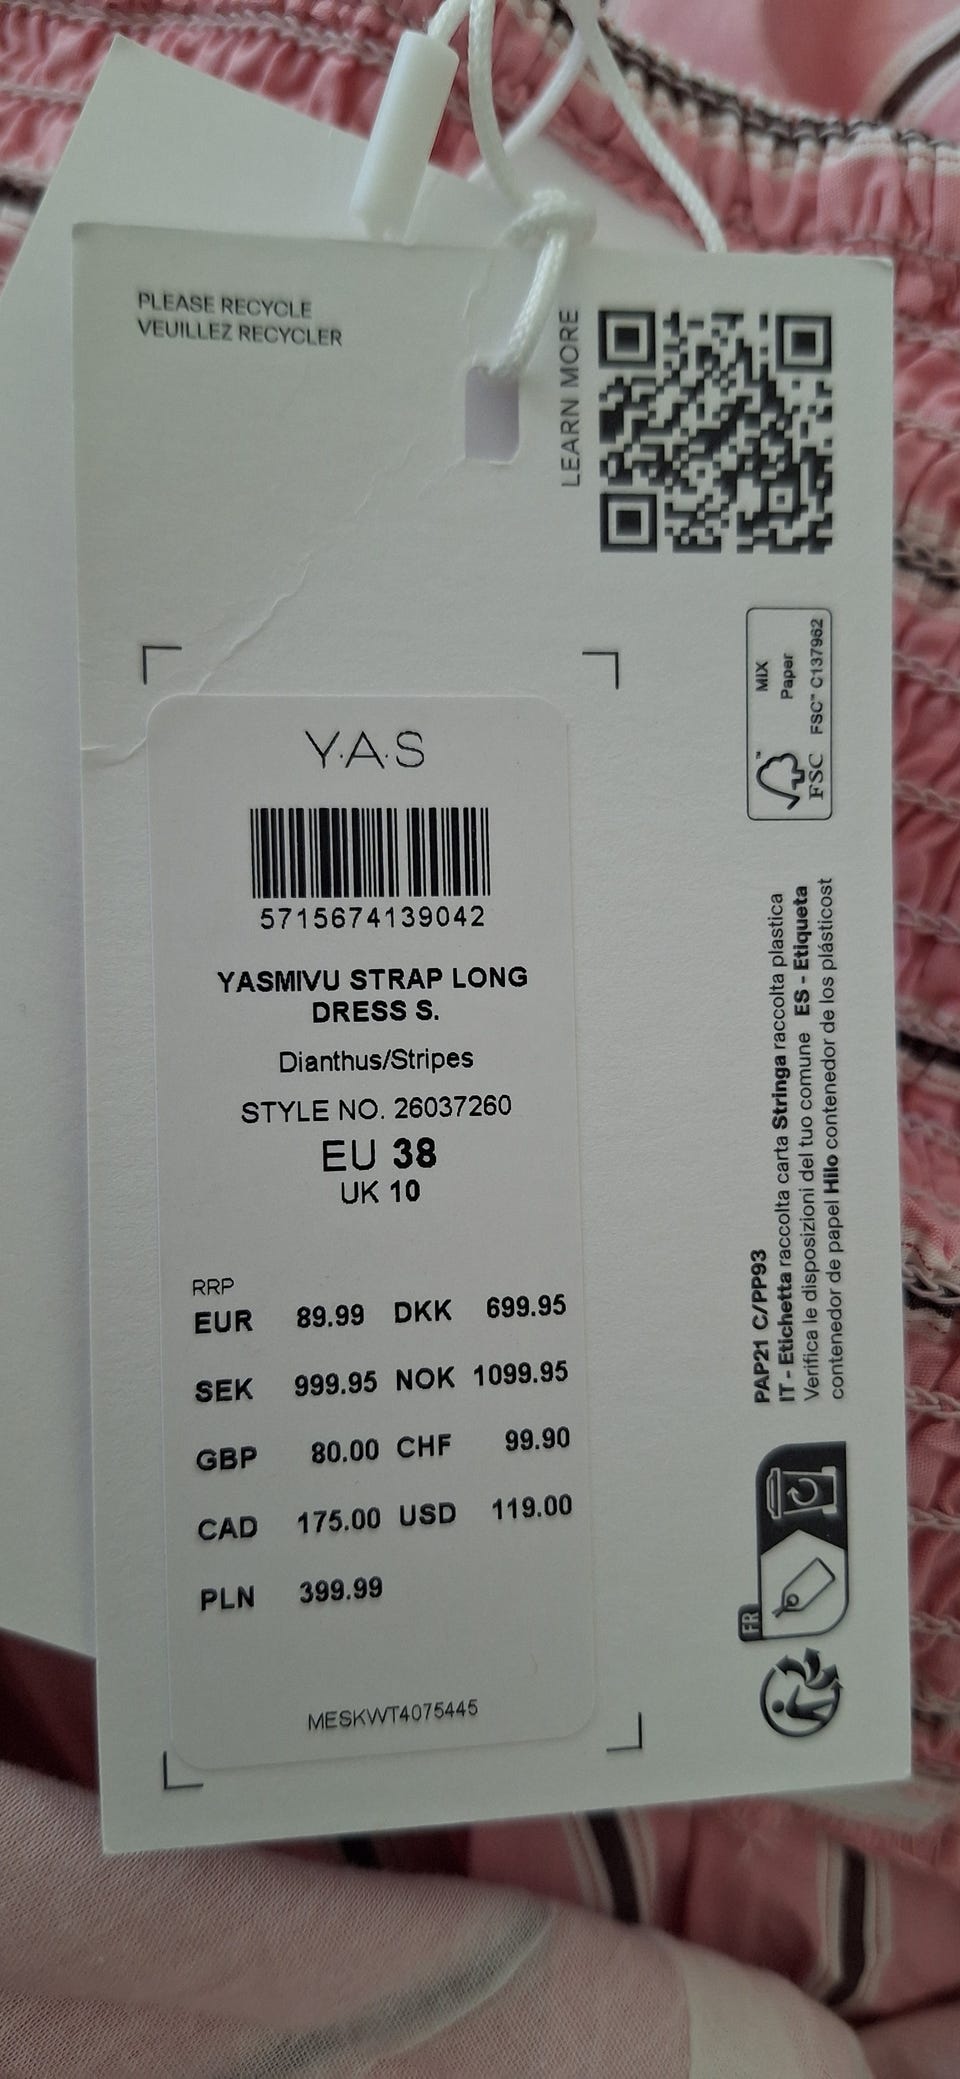 PLEASE RECYCLE
VEUILLEZ RECYCLER
LEARN MORE
MIX
Paper
FSC™ C137962
FSC™
Y.A.S
5715674139042
YASMIVU STRAP LONG
DRESS S.
Dianthus/Stripes
STYLE NO. 26037260
EU 38
UK 10
RRP
EUR 89.99 DKK 699.95
SEK 999.95 NOK 1099.95
GBP 80.00 CHF 99.90
CAD 175.00 USD 119.00
PLN 399.99
MESKWT4075445
PAP21 C/PP93
IT - Etichetta raccolta carta Stringa raccolta plastica
Verifica le disposizioni del tuo comune ES - Etiqueta
contenedor de papel Hilo contenedor de los plásticost
FR